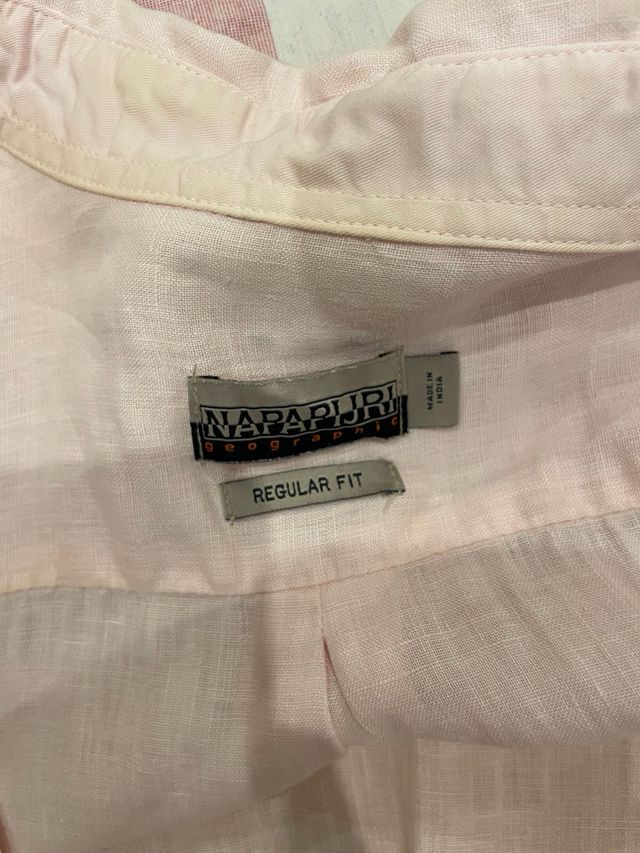 NAPAPIJRI
geographic
MADE IN
INDIA
REGULAR FIT